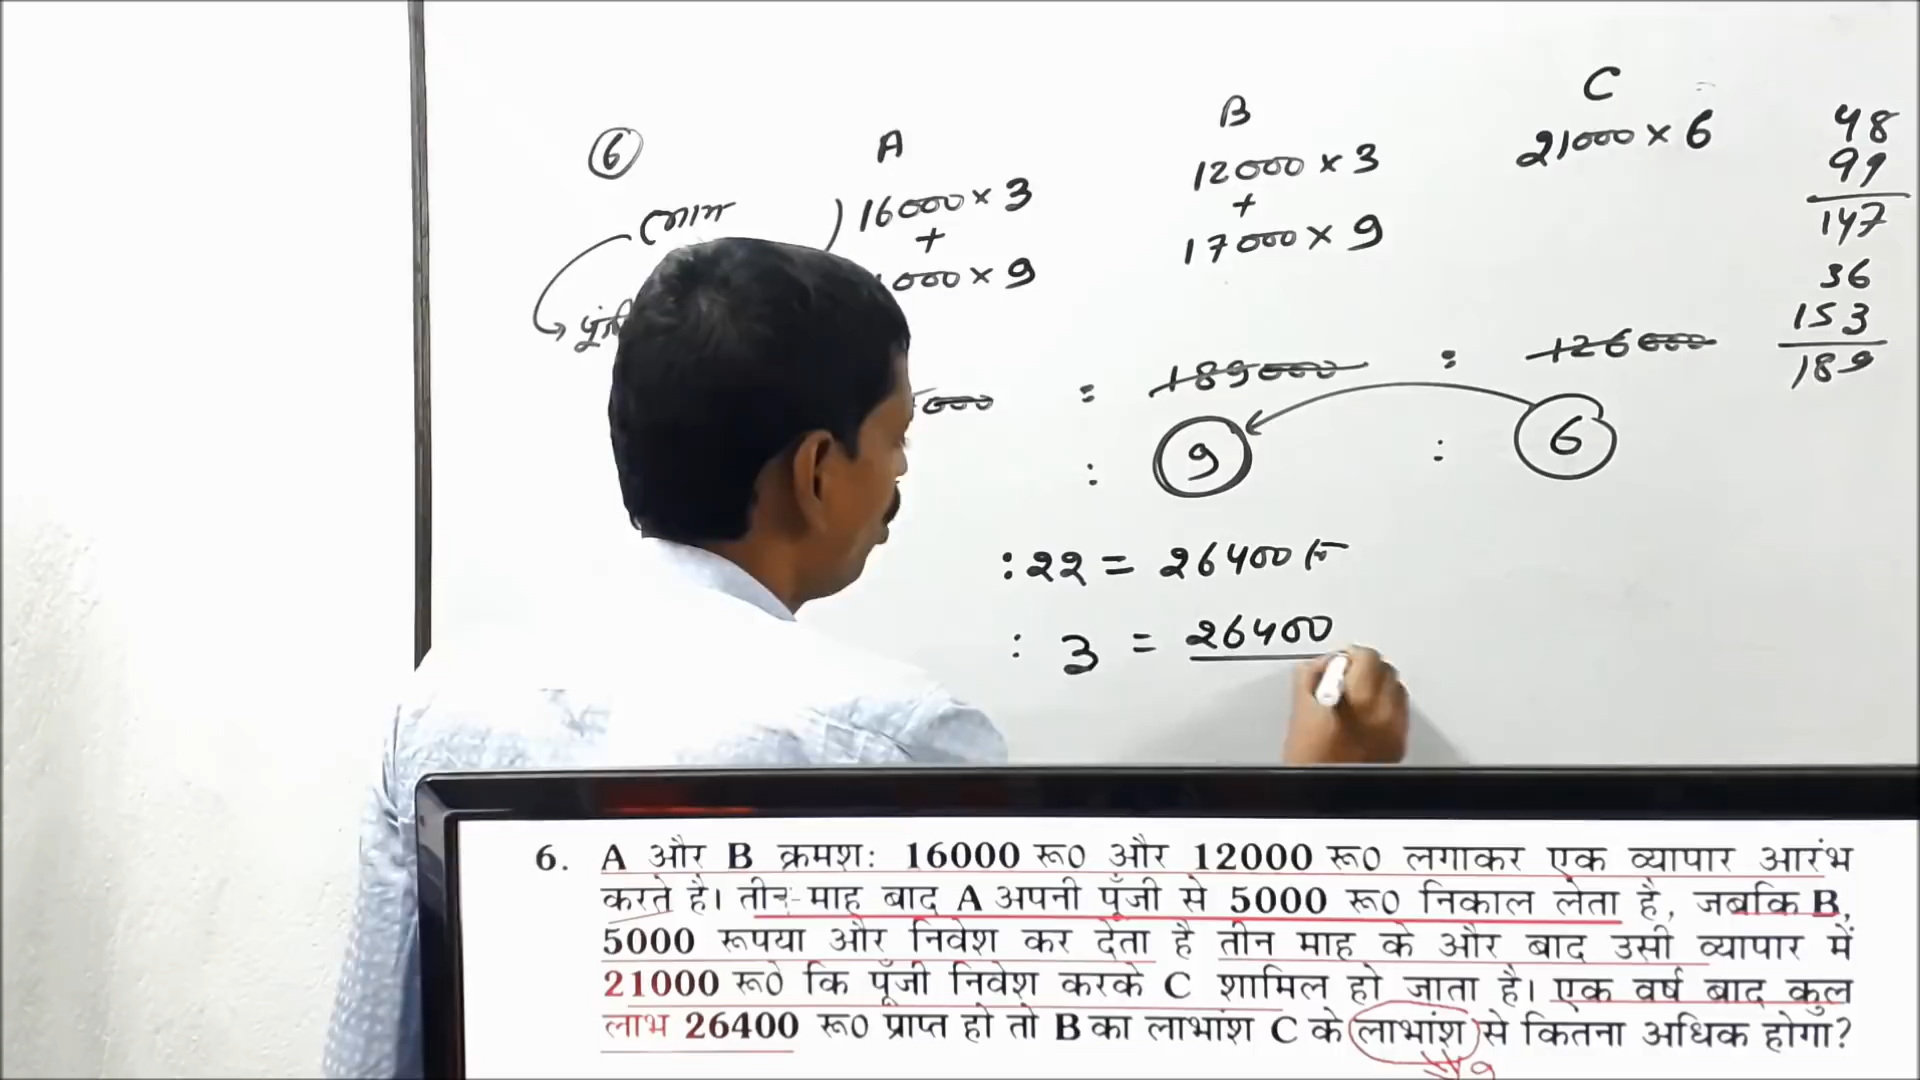 6
A
B
C
16000 × 3
12000 × 3
21000 × 6
+
+
000 × 9
17000 × 9
48
99
147
36
153
189
000 : 189000 : 126000
: 9 : 6
: 22 = 26400
: 3 = 26400
6. A और B क्रमश: 16000 रू0 और 12000 रू0 लगाकर एक व्यापार आरंभ
करते है। तीन माह बाद A अपनी पूँजी से 5000 रू0 निकाल लेता है, जबकि B,
5000 रूपया और निवेश कर देता है तीन माह के और बाद उसी व्यापार में
21000 रू0 कि पूँजी निवेश करके C शामिल हो जाता है। एक वर्ष बाद कुल
लाभ 26400 रू0 प्राप्त हो तो B का लाभांश C के लाभांश से कितना अधिक होगा?